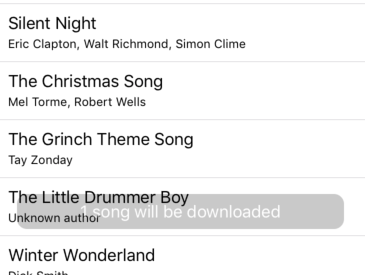 Silent Night
Eric Clapton, Walt Richmond, Simon Clime
The Christmas Song
Mel Torme, Robert Wells
The Grinch Theme Song
Tay Zonday
The Little Drummer Boy
1 song will be downloaded
Unknown author
Winter Wonderland
Dick Smith